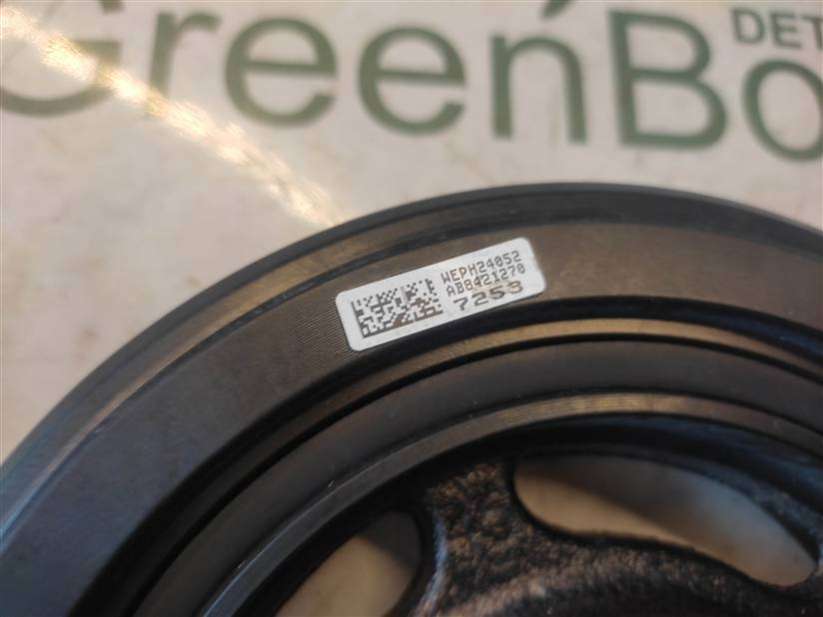 DET
GreenBo
WEPH24052
AB8421270
7253